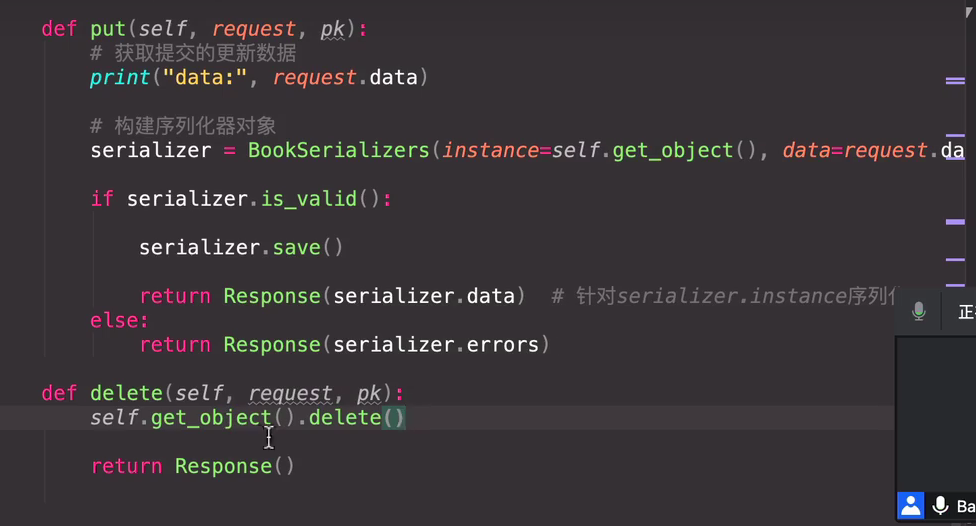 def put(self, request, pk):
# 获取提交的更新数据
print("data:", request.data)
# 构建序列化器对象
serializer = BookSerializers(instance=self.get_object(), data=request.da
if serializer.is_valid():
serializer.save()
return Response(serializer.data)  # 针对serializer.instance序列化
else:
正
return Response(serializer.errors)
def delete(self, request, pk):
self.get_object().delete()
return Response()
Ba